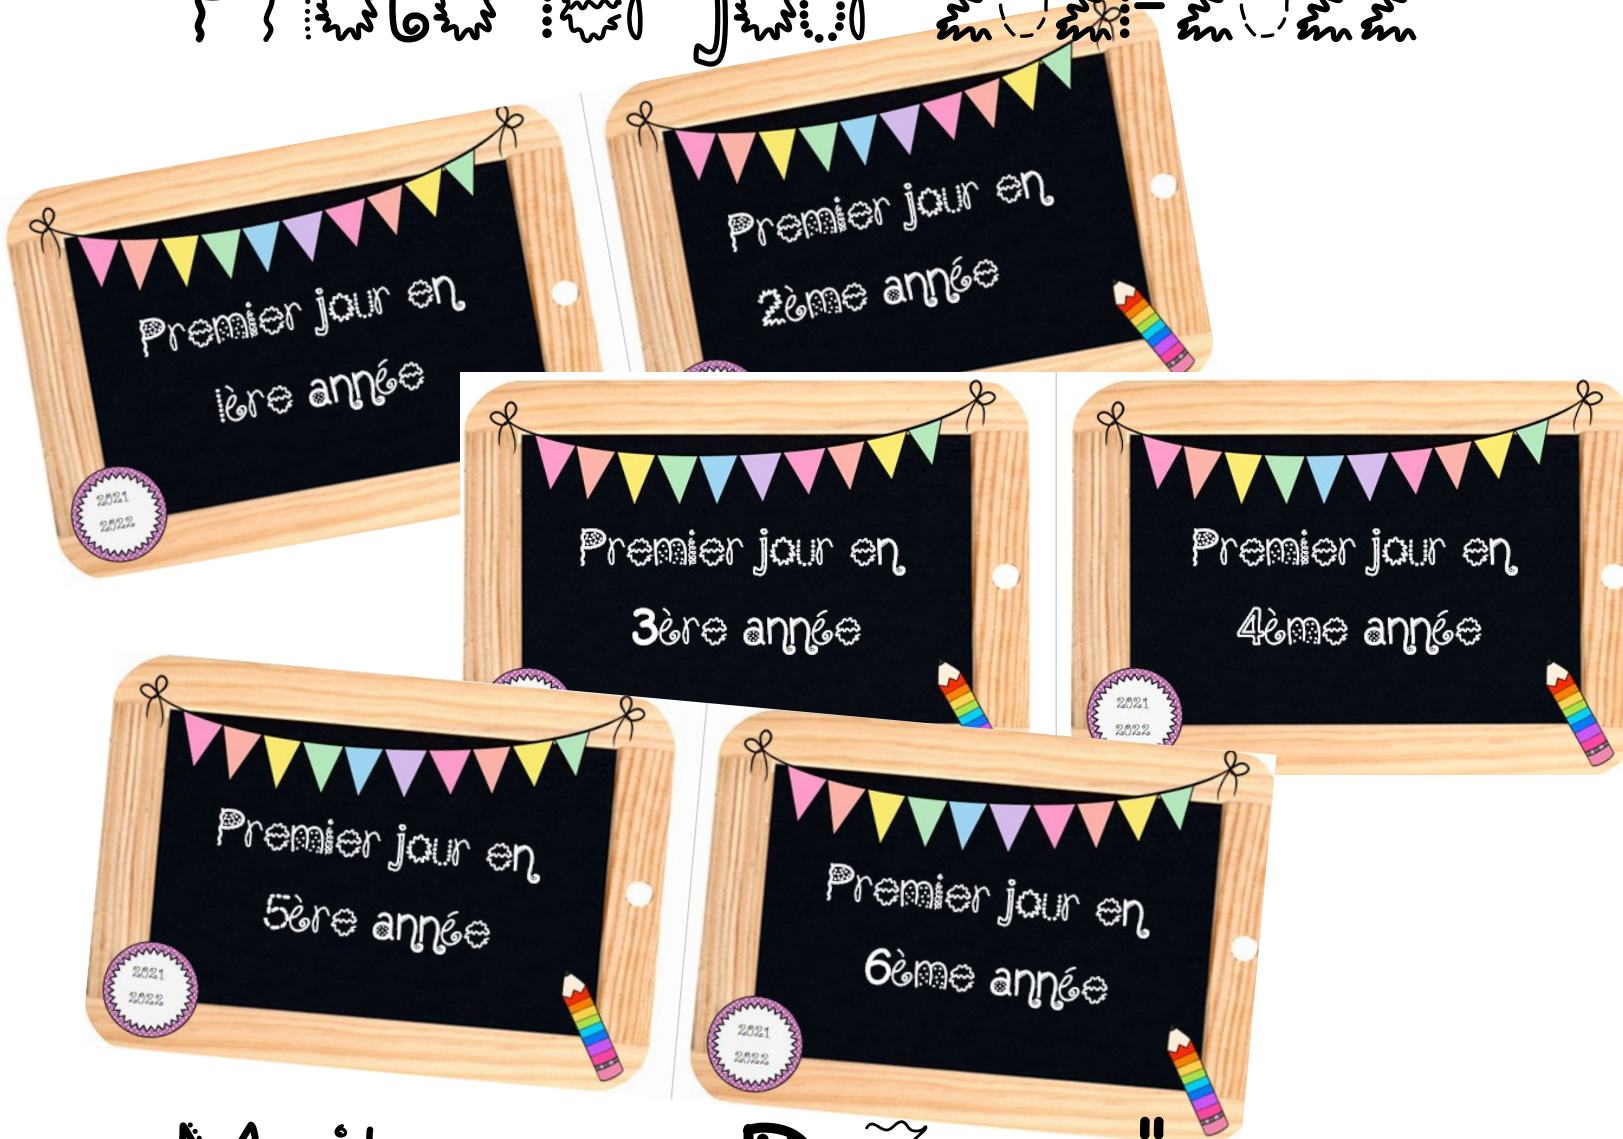 Premier jour en
1ère année
2021
2022
Premier jour en
2ème année
Premier jour en
3ère année
Premier jour en
4ème année
2021
2022
Premier jour en
5ère année
2021
2022
Premier jour en
6ème année
2021
2022